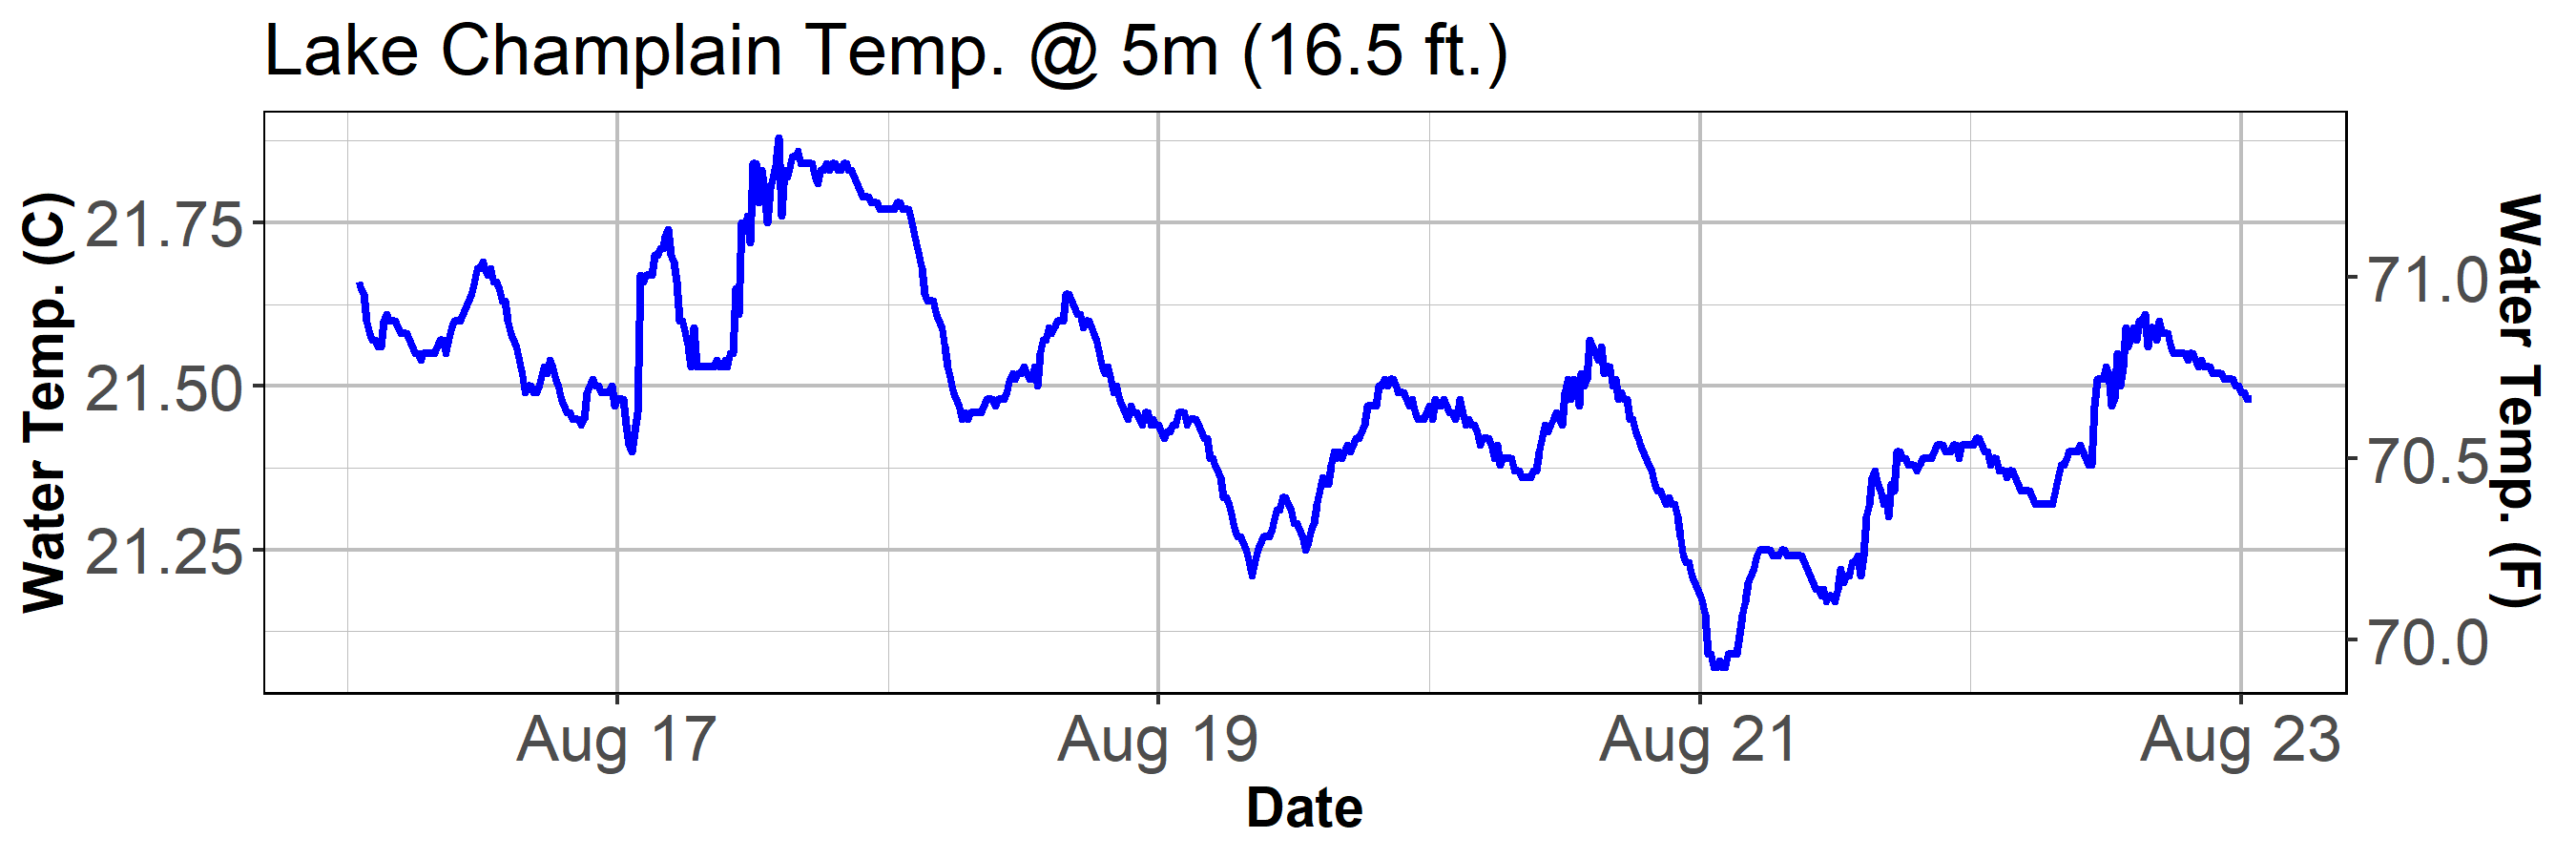 Lake Champlain Temp. @ 5m (16.5 ft.)
Water Temp. (C)
21.75
21.50
21.25
71.0
70.5
70.0
Water Temp. (F)
Aug 17 Aug 19 Aug 21 Aug 23
Date